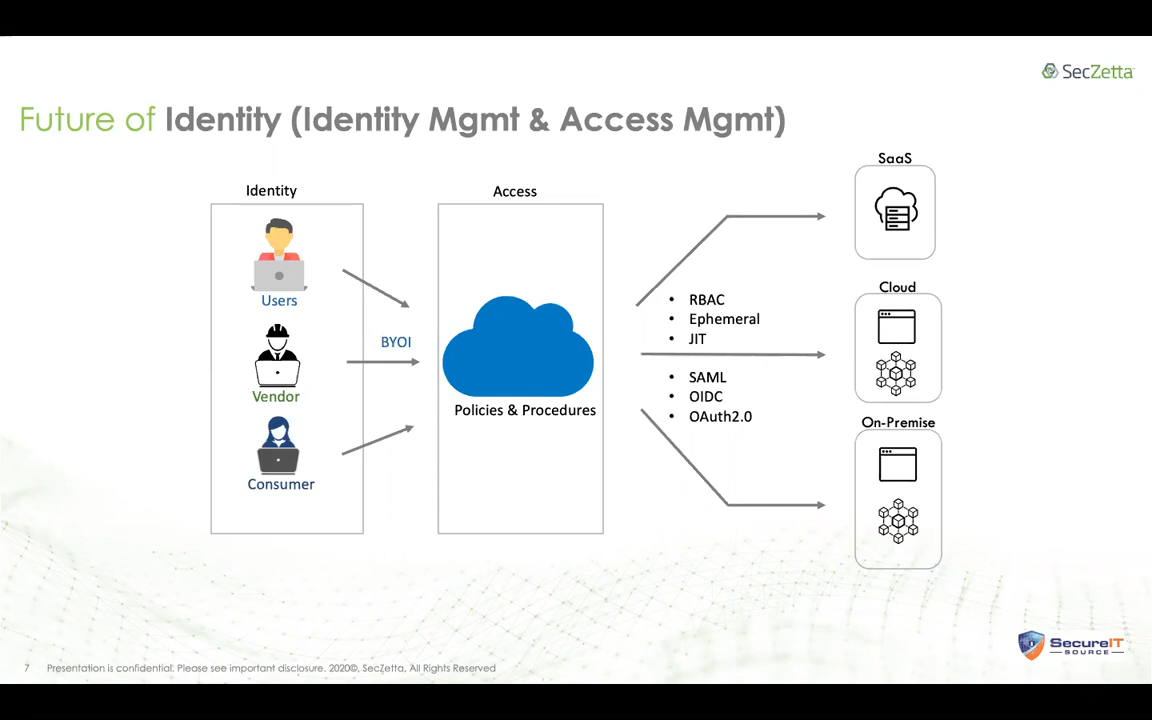 SecZetta
Future of Identity (Identity Mgmt & Access Mgmt)
Identity
Users
Vendor
Consumer
BYOI
Access
Policies & Procedures
• RBAC
• Ephemeral
• JIT
• SAML
• OIDC
• OAuth2.0
SaaS
Cloud
On-Premise
SecureIT
SOURCE
7 Presentation is confidential. Please see important disclosure. 2020©, SecZetta, All Rights Reserved